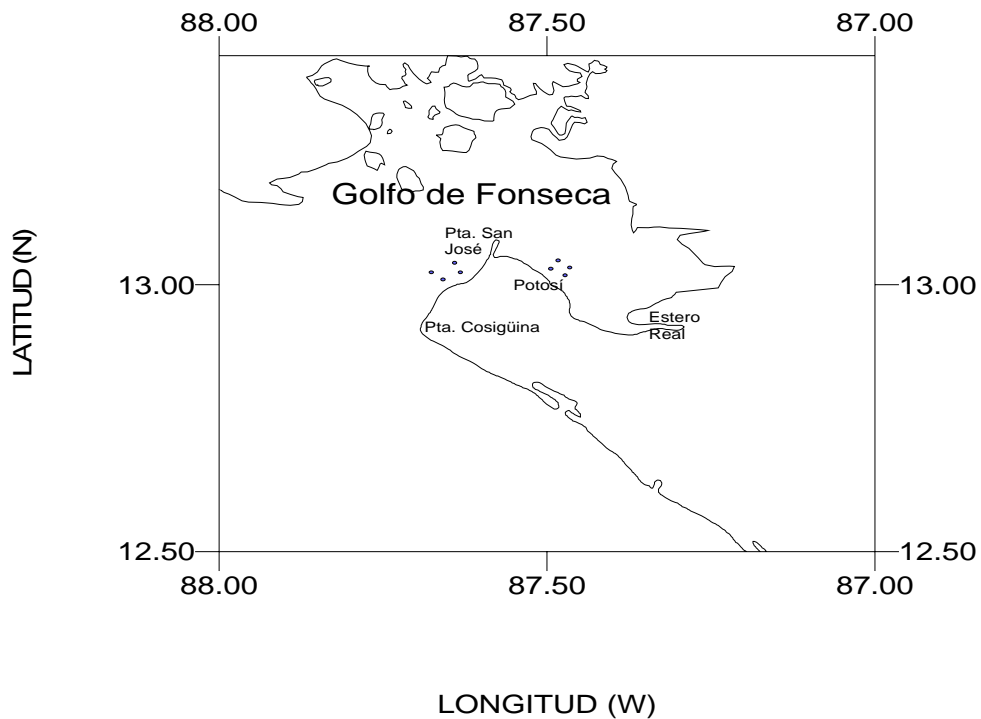 88.00 87.50 87.00
Golfo de Fonseca
Pta. San
José
LATITUD (N)
13.00 13.00
Potosí
Pta. Cosigüina
Estero
Real
12.50 12.50
88.00 87.50 87.00
LONGITUD (W)